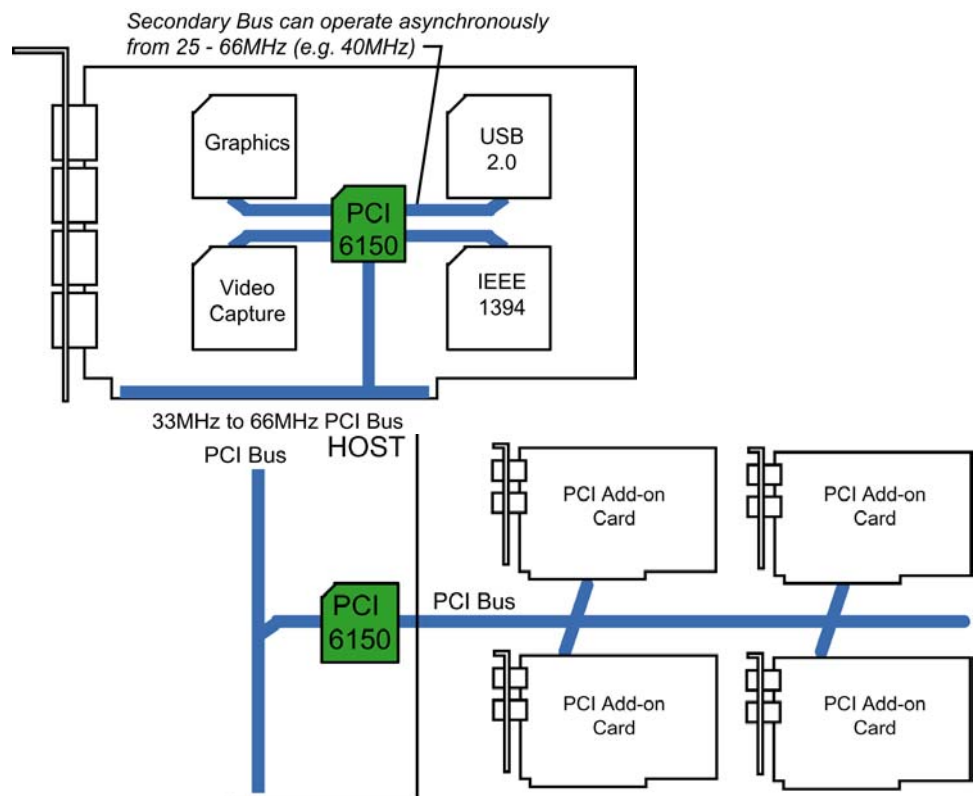 Secondary Bus can operate asynchronously
from 25 - 66MHz (e.g. 40MHz)
Graphics
USB
2.0
PCI
6150
Video
Capture
IEEE
1394
33MHz to 66MHz PCI Bus
PCI Bus
HOST
PCI Add-on
Card
PCI Add-on
Card
PCI
6150
PCI Bus
PCI Add-on
Card
PCI Add-on
Card